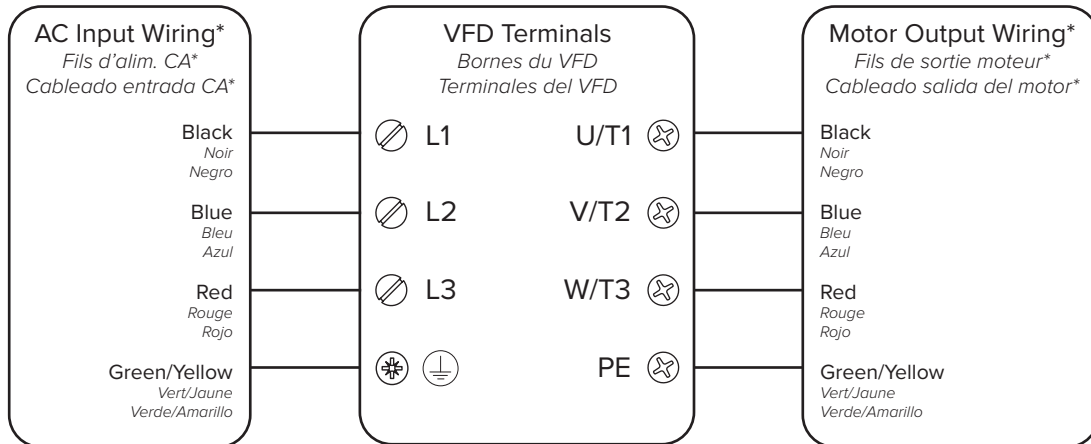 AC Input Wiring*
Fils d’alim. CA*
Cableado entrada CA*
Black
Noir
Negro
Blue
Bleu
Azul
Red
Rouge
Rojo
Green/Yellow
Vert/Jaune
Verde/Amarillo
VFD Terminals
Bornes du VFD
Terminales del VFD
L1 U/T1
L2 V/T2
L3 W/T3
PE
Motor Output Wiring*
Fils de sortie moteur*
Cableado salida del motor*
Black
Noir
Negro
Blue
Bleu
Azul
Red
Rouge
Rojo
Green/Yellow
Vert/Jaune
Verde/Amarillo